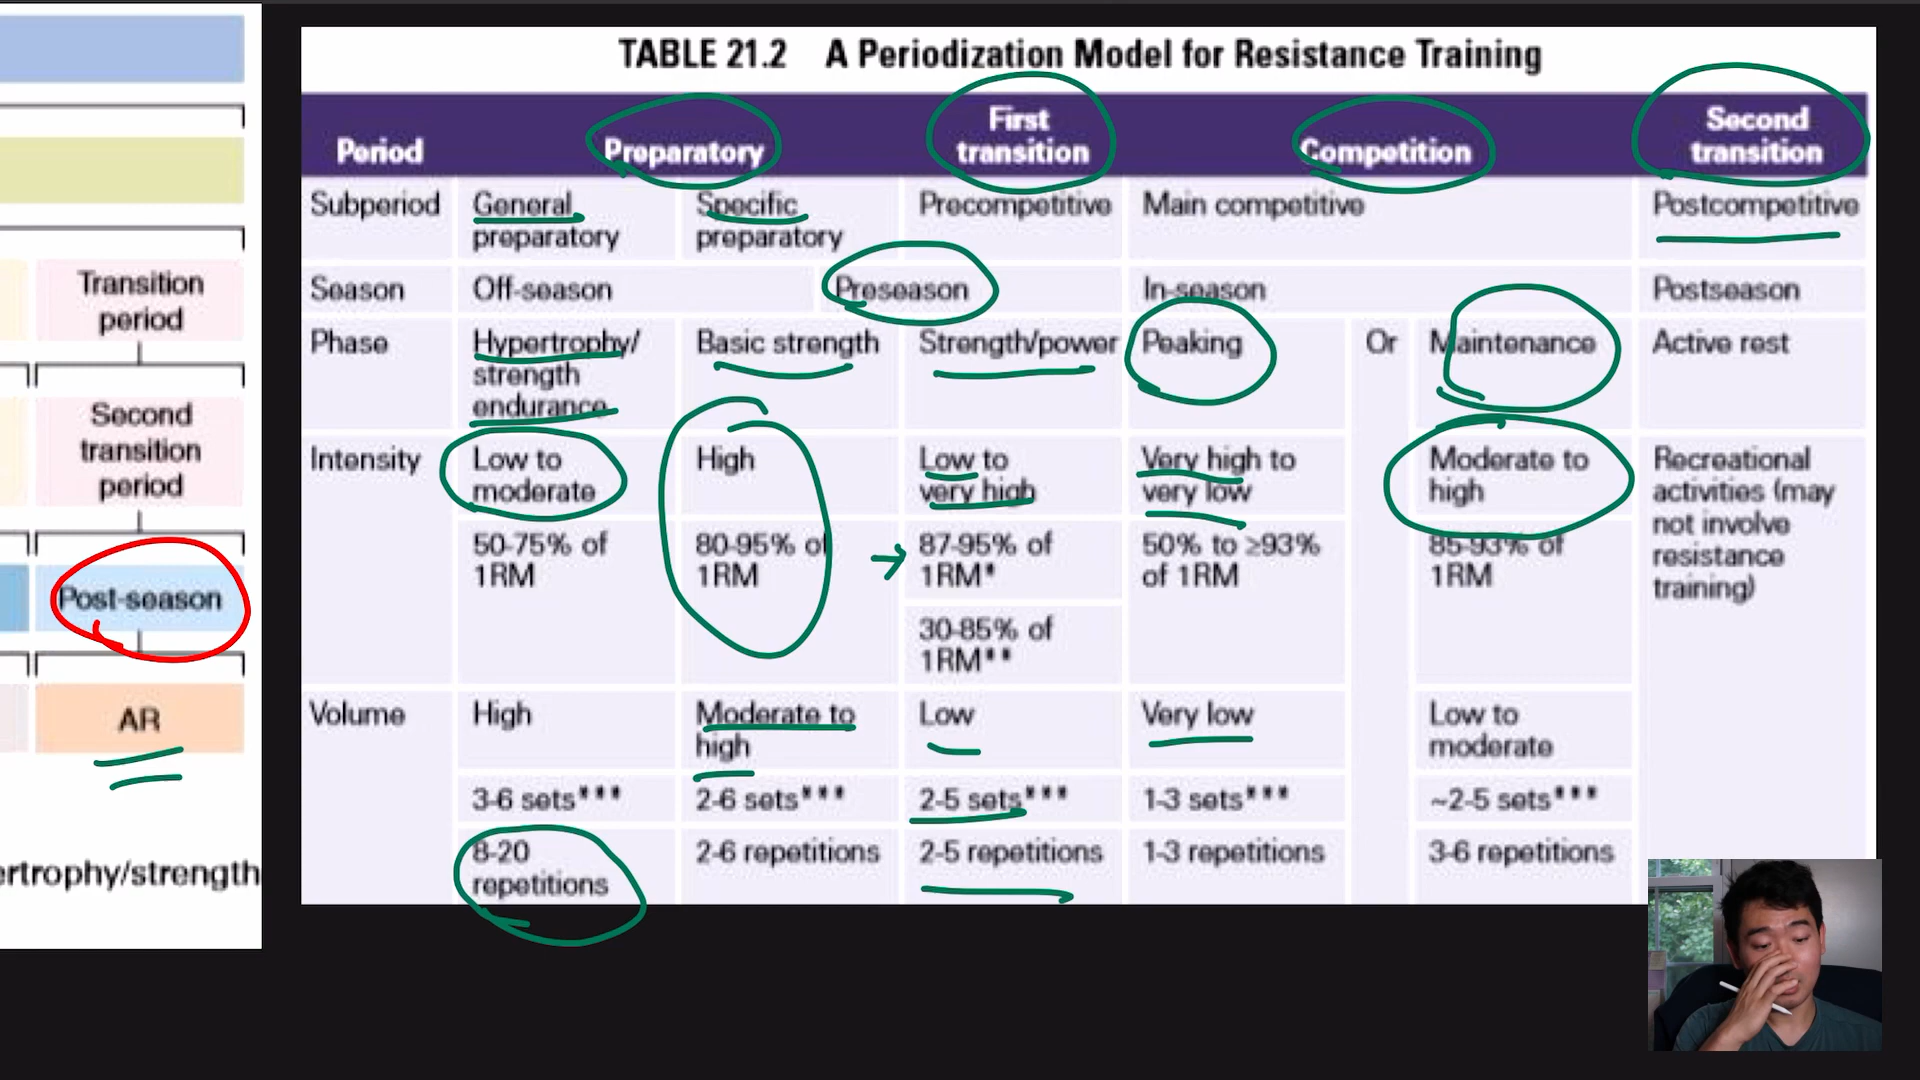 Transition
period
Second
transition
period
Post-season
AR
ertrophy/strength
TABLE 21.2 A Periodization Model for Resistance Training
Period Preparatory First transition Competition Second transition
Subperiod General preparatory Specific preparatory Precompetitive Main competitive Postcompetitive
Season Off-season Preseason In-season Postseason
Phase Hypertrophy/ strength endurance Basic strength Strength/power Peaking Or Maintenance Active rest
Intensity Low to moderate High Low to very high Very high to very low Moderate to high Recreational activities (may not involve resistance training)
50-75% of 1RM 80-95% of 1RM 87-95% of 1RM* 50% to ≥93% of 1RM 85-93% of 1RM
30-85% of 1RM**
Volume High Moderate to high Low Very low Low to moderate
3-6 sets*** 2-6 sets*** 2-5 sets*** 1-3 sets*** ~2-5 sets***
8-20 repetitions 2-6 repetitions 2-5 repetitions 1-3 repetitions 3-6 repetitions